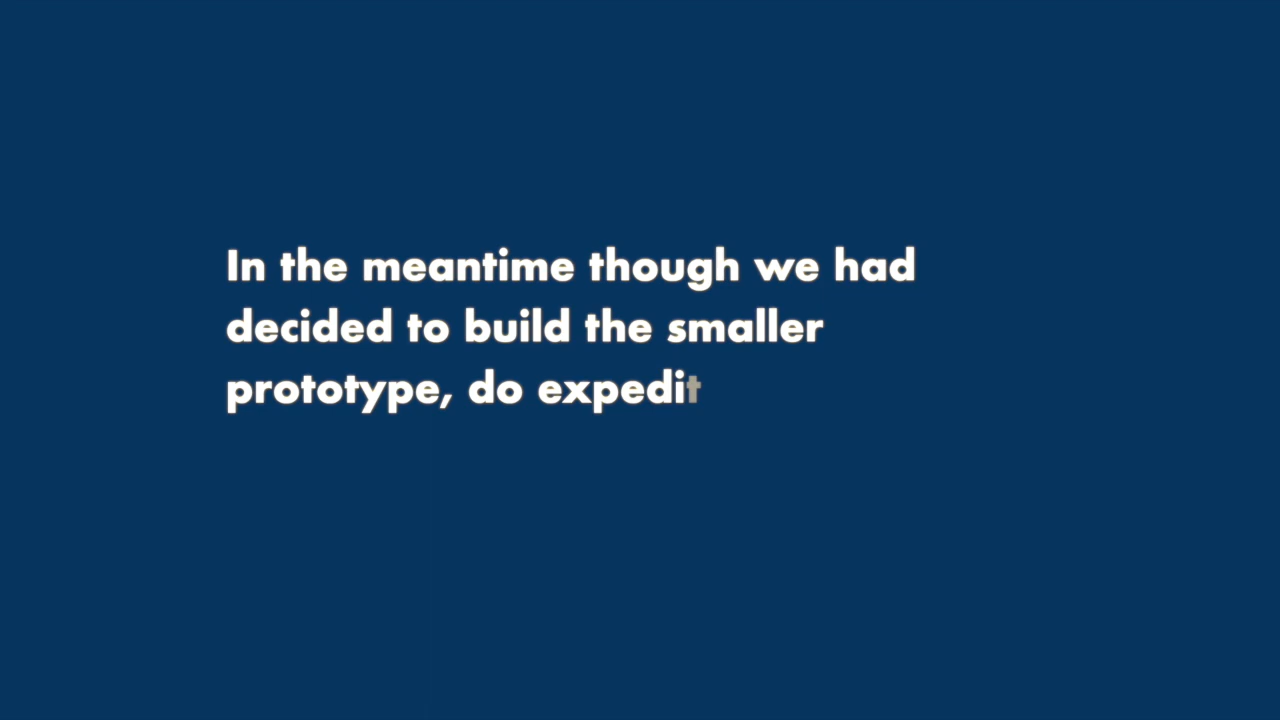 In the meantime though we had
decided to build the smaller
prototype, do expedit